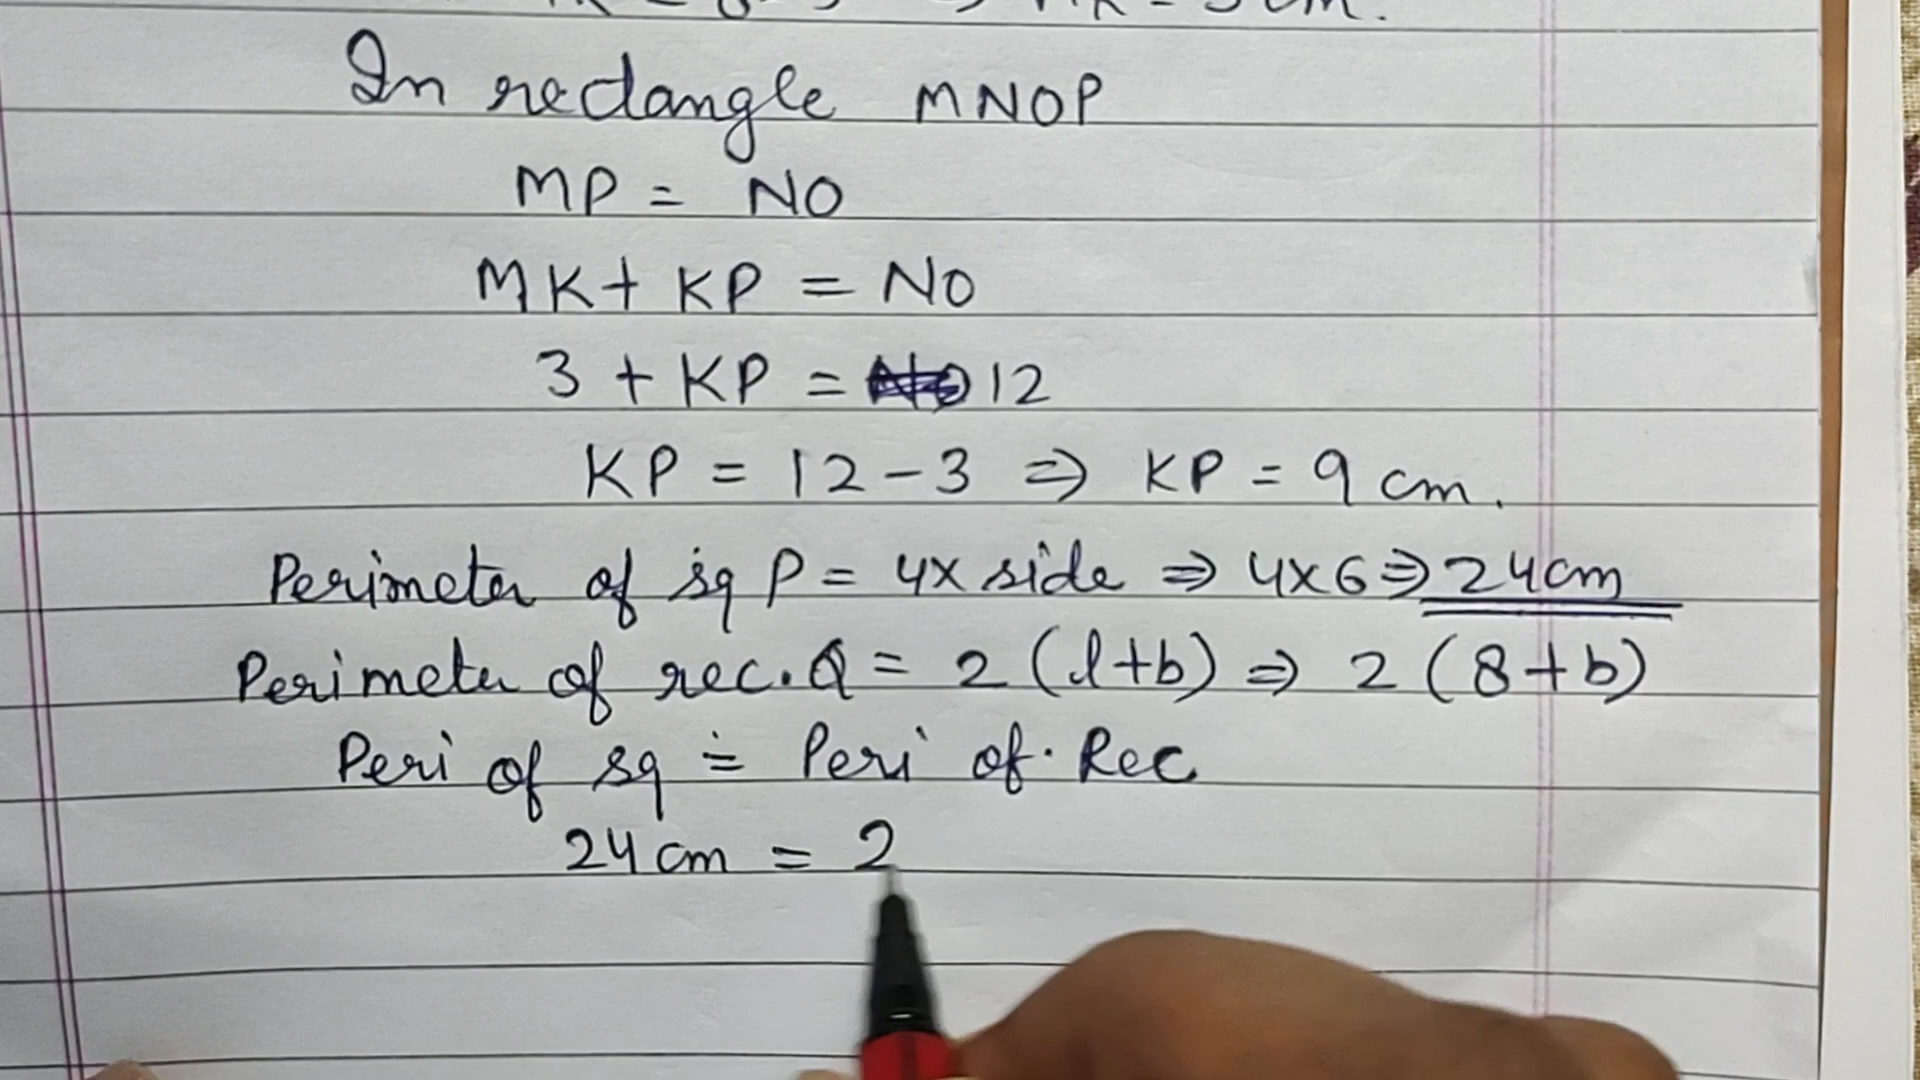 In rectangle MNOP
MP = NO
MK + KP = NO
3 + KP = 12
KP = 12 - 3 ⇒ KP = 9 cm.
Perimeter of sq P = 4 x side ⇒ 4 x 6 ⇒ 24 cm
Perimeter of rec. Q = 2 (l+b) ⇒ 2 (8+b)
Peri of sq = Peri of. Rec
24 cm = 2